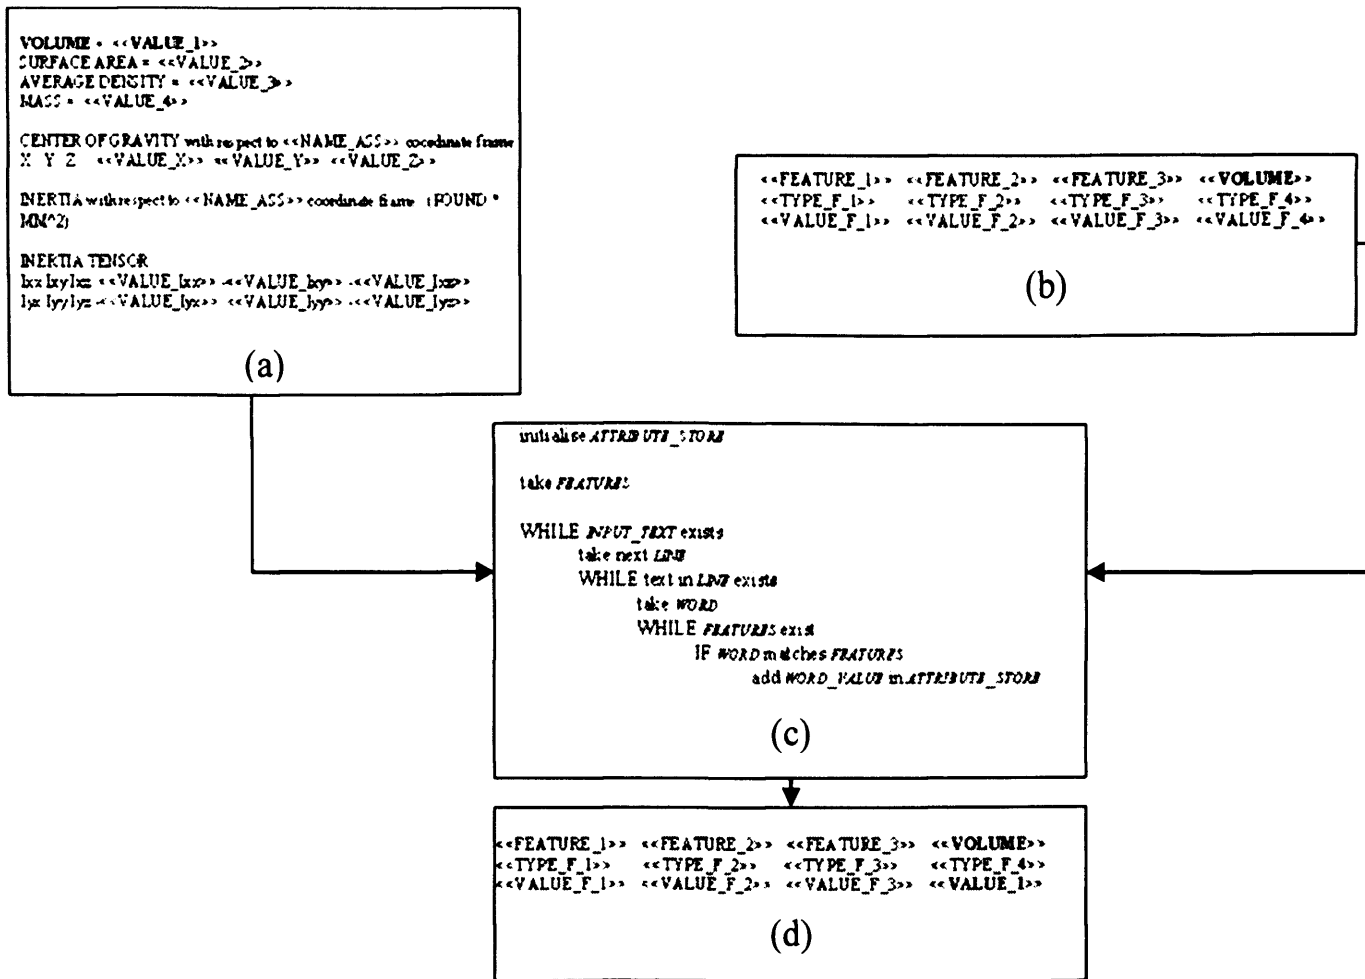 VOLUME = <<VALUE_1>>
SURFACE AREA = <<VALUE_2>>
AVERAGE DENSITY = <<VALUE_3>>
MASS = <<VALUE_4>>
CENTER OF GRAVITY with respect to <<NAME_ASS>> coordinate frame
X Y Z <<VALUE_X>> <<VALUE_Y>> <<VALUE_Z>>
INERTIA with respect to <<NAME_ASS>> coordinate frame (POUND *
MM^2)
INERTIA TENSOR
Ixx Ixy Ixz <<VALUE_Ixx>> <<VALUE_Ixy>> <<VALUE_Ixz>>
Iyx Iyy Iyz <<VALUE_Iyx>> <<VALUE_Iyy>> <<VALUE_Iyz>>
(a)
<<FEATURE_1>> <<FEATURE_2>> <<FEATURE_3>> <<VOLUME>>
<<TYPE_F_1>> <<TYPE_F_2>> <<TYPE_F_3>> <<TYPE_F_4>>
<<VALUE_F_1>> <<VALUE_F_2>> <<VALUE_F_3>> <<VALUE_F_4>>
(b)
initialise ATTRIBUTE_STORE
take FEATURES
WHILE INPUT_TEXT exists
take next LINE
WHILE text in LINE exists
take WORD
WHILE FEATURES exist
IF WORD matches FEATURES
add WORD_VALUE in ATTRIBUTE_STORE
(c)
<<FEATURE_1>> <<FEATURE_2>> <<FEATURE_3>> <<VOLUME>>
<<TYPE_F_1>> <<TYPE_F_2>> <<TYPE_F_3>> <<TYPE_F_4>>
<<VALUE_F_1>> <<VALUE_F_2>> <<VALUE_F_3>> <<VALUE_1>>
(d)